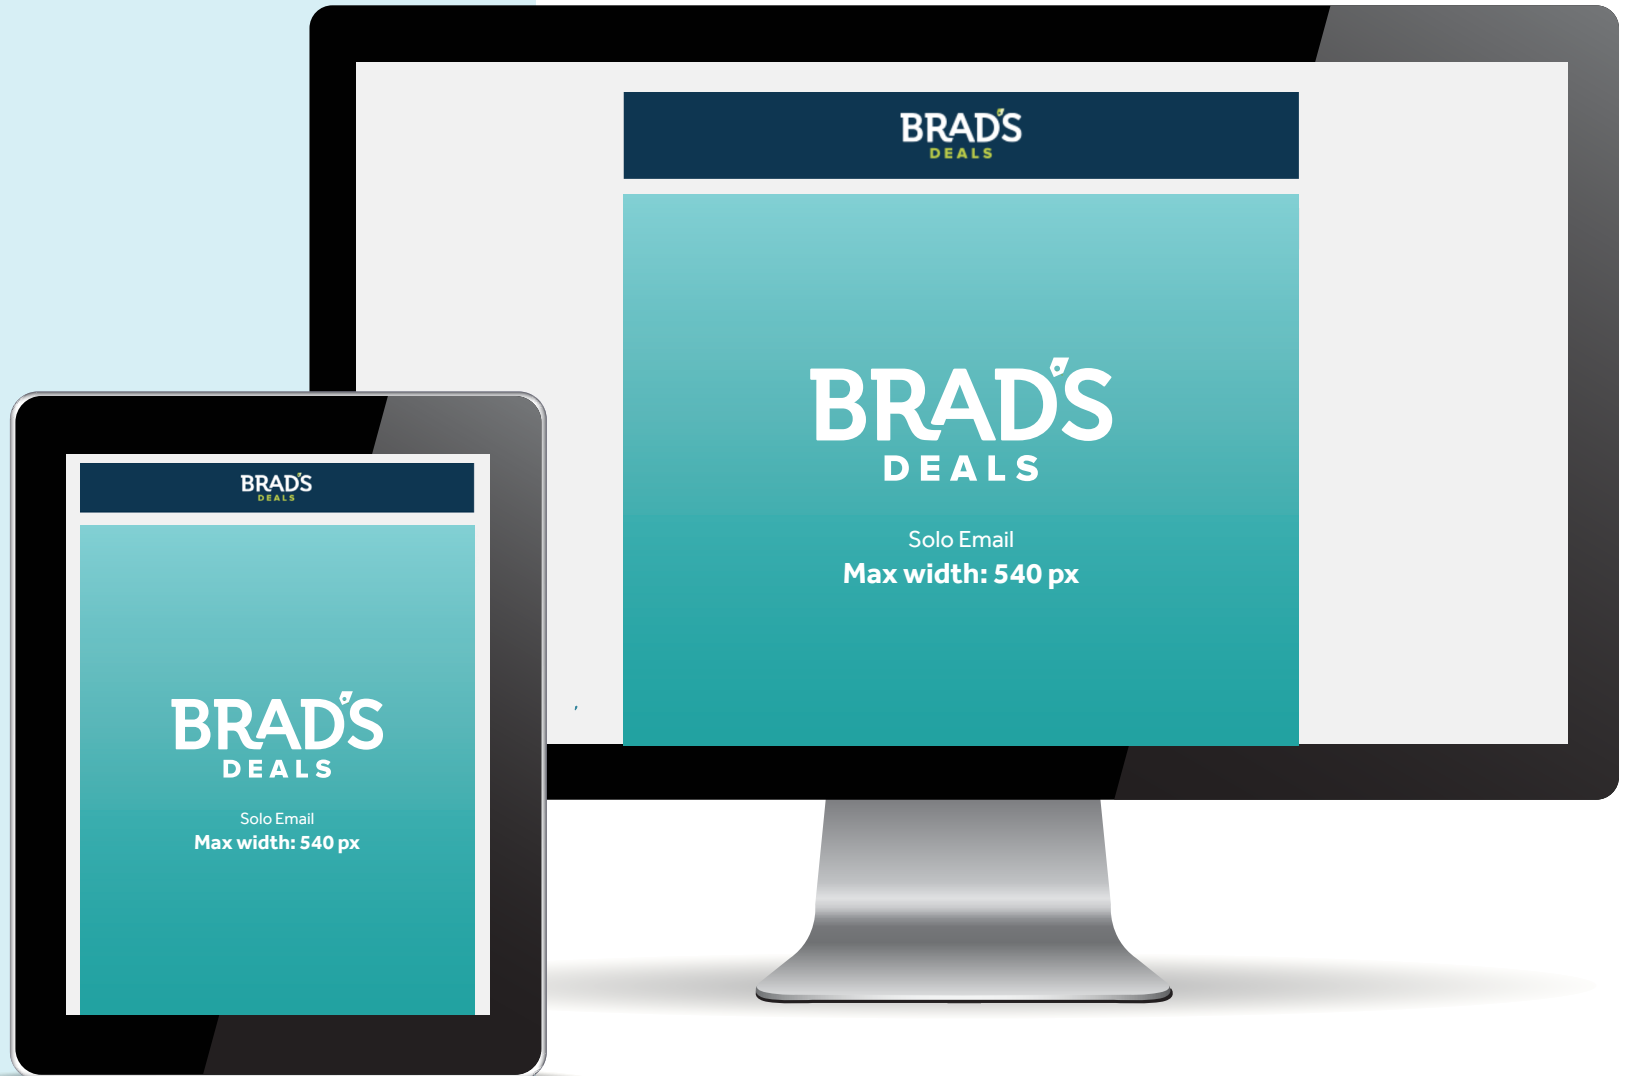 BRAD'S
DEALS
BRAD'S
DEALS
Solo Email
Max width: 540 px
BRAD'S
DEALS
BRAD'S
DEALS
Solo Email
Max width: 540 px
,